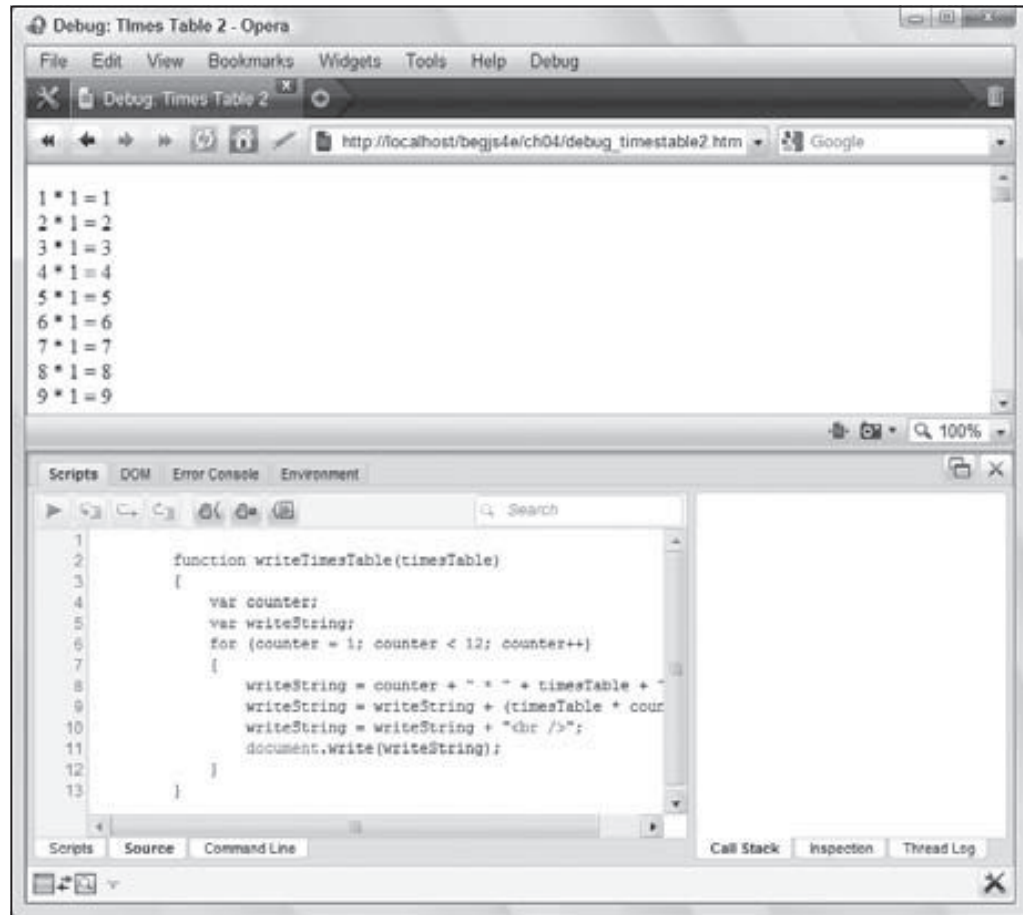 Debug: TImes Table 2 - Opera
File Edit View Bookmarks Widgets Tools Help Debug
Debug: Times Table 2
http://localhost/begjs4e/ch04/debug_timestable2.htm Google
1 * 1 = 1
2 * 1 = 2
3 * 1 = 3
4 * 1 = 4
5 * 1 = 5
6 * 1 = 6
7 * 1 = 7
8 * 1 = 8
9 * 1 = 9
100%
Scripts DOM Error Console Environment
Search
1
2 function writeTimesTable(timesTable)
3 {
4 var counter;
5 var writeString;
6 for (counter = 1; counter < 12; counter++)
7 {
8 writeString = counter + " * " + timesTable + "
9 writeString = writeString + (timesTable * coun
10 writeString = writeString + "<br />";
11 document.write(writeString);
12 }
13 }
Scripts Source Command Line Call Stack Inspection Thread Log